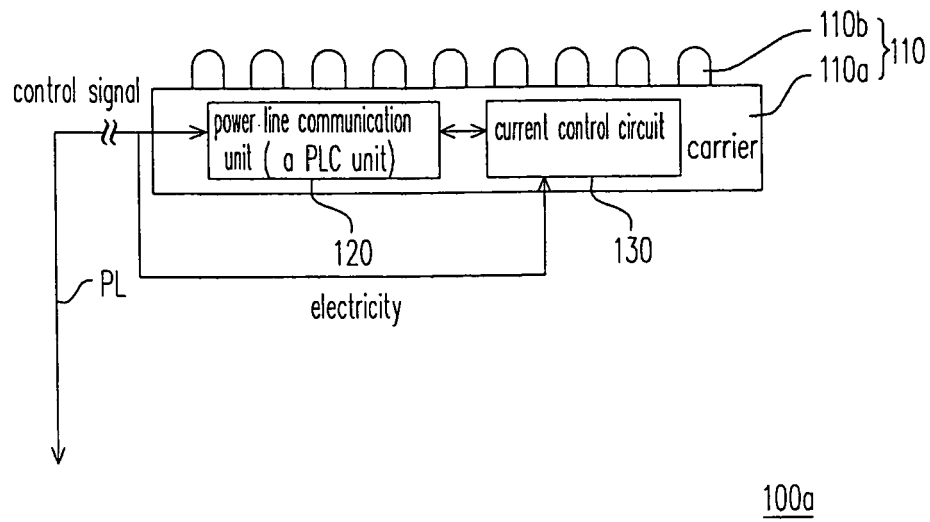 110b
110a
}110
control signal
power line communication
unit ( a PLC unit)
current control circuit
carrier
120
130
PL
electricity
100a